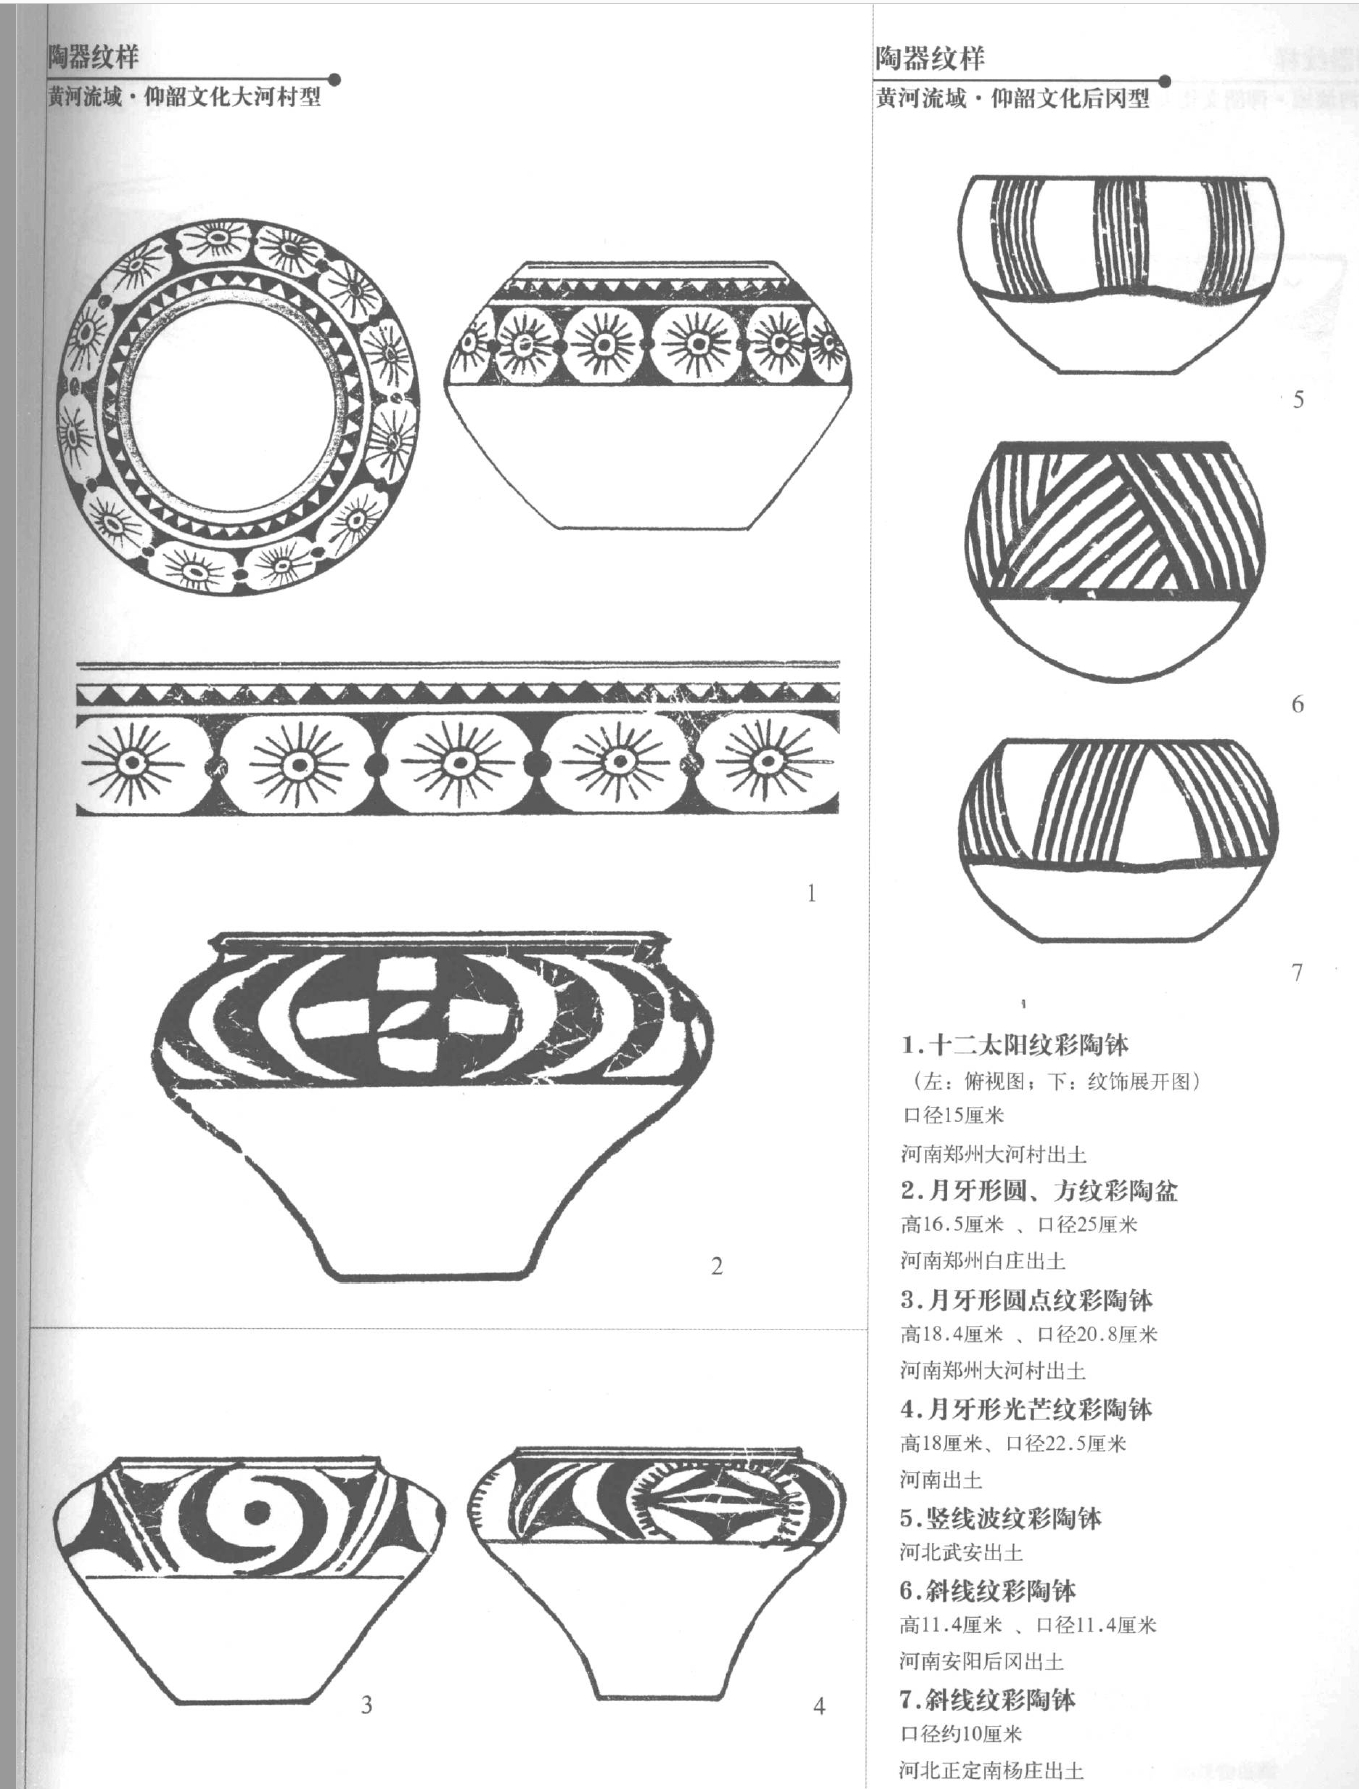 陶器纹样
黄河流域·仰韶文化大河村型
1
2
3
4
陶器纹样
黄河流域·仰韶文化后冈型
5
6
7
1.十二太阳纹彩陶钵
（左：俯视图；下：纹饰展开图）
口径15厘米
河南郑州大河村出土
2.月牙形圆、方纹彩陶盆
高16.5厘米 、口径25厘米
河南郑州白庄出土
3.月牙形圆点纹彩陶钵
高18.4厘米 、口径20.8厘米
河南郑州大河村出土
4.月牙形光芒纹彩陶钵
高18厘米、口径22.5厘米
河南出土
5.竖线波纹彩陶钵
河北武安出土
6.斜线纹彩陶钵
高11.4厘米 、口径11.4厘米
河南安阳后冈出土
7.斜线纹彩陶钵
口径约10厘米
河北正定南杨庄出土